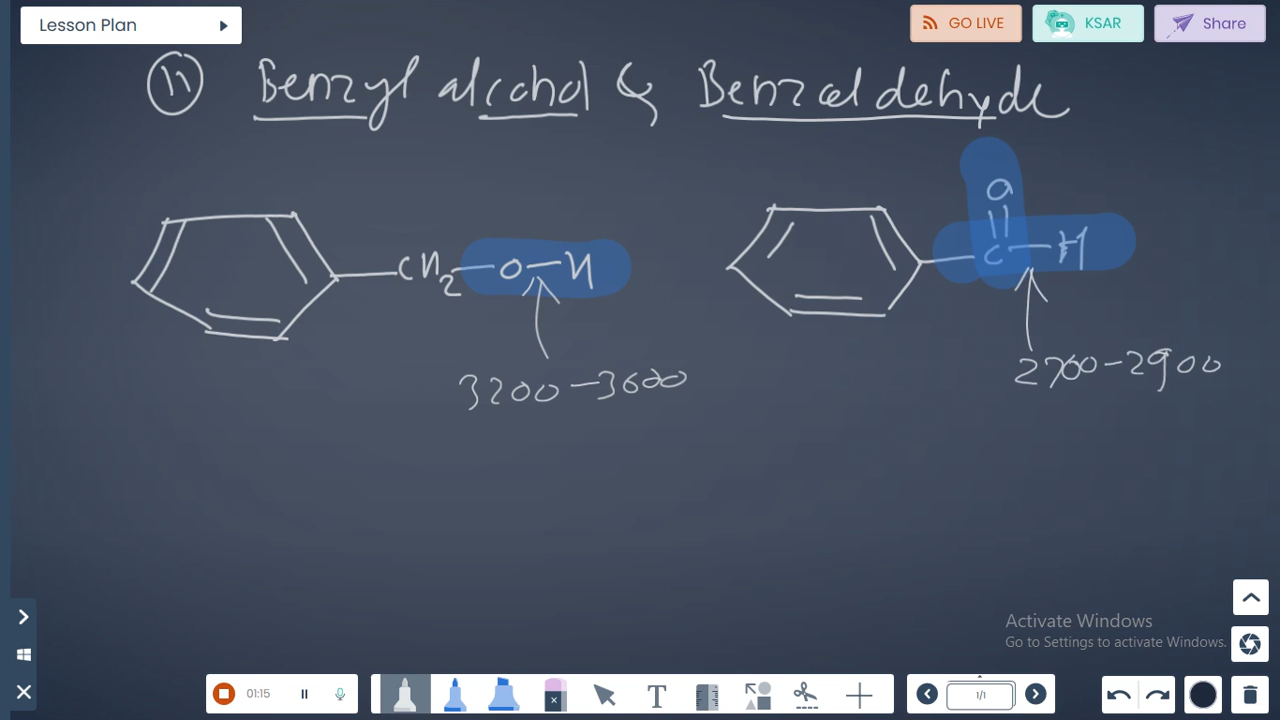 Lesson Plan
GO LIVE
KSAR
Share
11 Benzyl alcohol & Benzaldehyde
O
CH2-O-H
C-H
3200-3600
2700-2900
Activate Windows
Go to Settings to activate Windows.
01:15
T
1/1